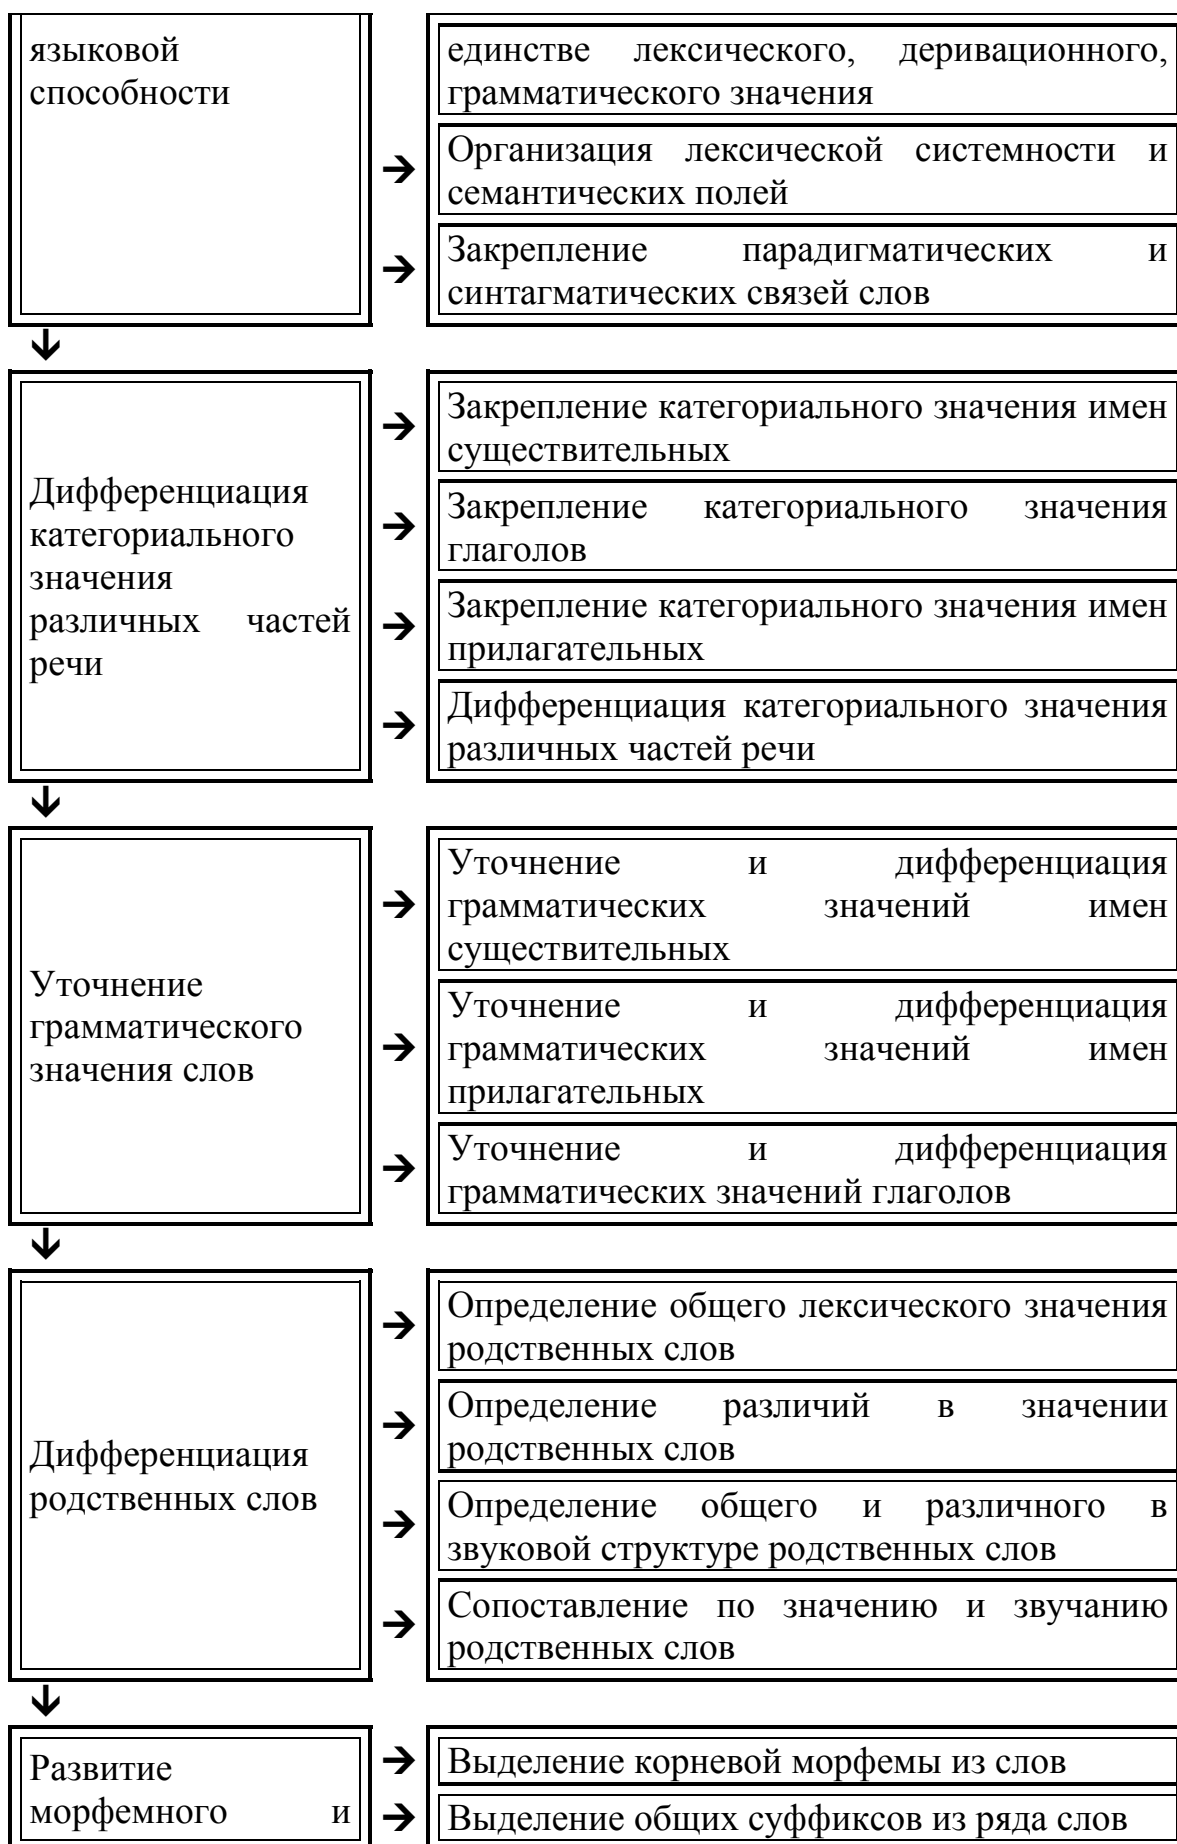 языковой
способности
единстве лексического, деривационного,
грамматического значения
Организация лексической системности и
семантических полей
Закрепление парадигматических и
синтагматических связей слов
Дифференциация
категориального
значения
различных частей
речи
Закрепление категориального значения имен
существительных
Закрепление категориального значения
глаголов
Закрепление категориального значения имен
прилагательных
Дифференциация категориального значения
различных частей речи
Уточнение
грамматического
значения слов
Уточнение и дифференциация
грамматических значений имен
существительных
Уточнение и дифференциация
грамматических значений имен
прилагательных
Уточнение и дифференциация
грамматических значений глаголов
Дифференциация
родственных слов
Определение общего лексического значения
родственных слов
Определение различий в значении
родственных слов
Определение общего и различного в
звуковой структуре родственных слов
Сопоставление по значению и звучанию
родственных слов
Развитие
морфемного и
Выделение корневой морфемы из слов
Выделение общих суффиксов из ряда слов